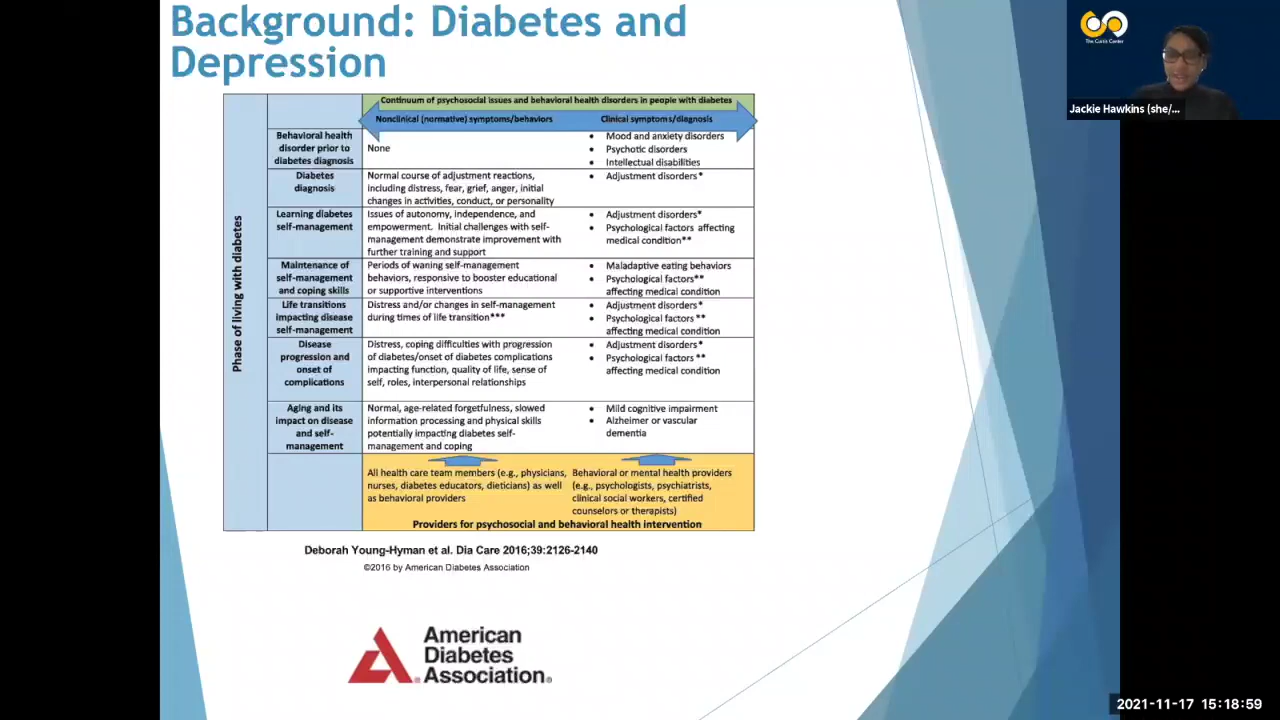 Background: Diabetes and
Depression
Continuum of psychosocial issues and behavioral health disorders in people with diabetes
Nonclinical (normative) symptoms/behaviors
Clinical symptoms/diagnosis
Phase of living with diabetes
Behavioral health
disorder prior to
diabetes diagnosis
None
• Mood and anxiety disorders
• Psychotic disorders
• Intellectual disabilities
Diabetes
diagnosis
Normal course of adjustment reactions,
including distress, fear, grief, anger, initial
changes in activities, conduct, or personality
• Adjustment disorders*
Learning diabetes
self-management
Issues of autonomy, independence, and
empowerment. Initial challenges with self-
management demonstrate improvement with
further training and support
• Adjustment disorders*
• Psychological factors affecting
medical condition**
Maintenance of
self-management
and coping skills
Periods of waning self-management
behaviors, responsive to booster educational
or supportive interventions
• Maladaptive eating behaviors
• Psychological factors**
affecting medical condition
Life transitions
impacting disease
self-management
Distress and/or changes in self-management
during times of life transition***
• Adjustment disorders*
• Psychological factors **
affecting medical condition
Disease
progression and
onset of
complications
Distress, coping difficulties with progression
of diabetes/onset of diabetes complications
impacting function, quality of life, sense of
self, roles, interpersonal relationships
• Adjustment disorders*
• Psychological factors **
affecting medical condition
Aging and its
impact on disease
and self-
management
Normal, age-related forgetfulness, slowed
information processing and physical skills
potentially impacting diabetes self-
management and coping
• Mild cognitive impairment
• Alzheimer or vascular
dementia
All health care team members (e.g., physicians,
nurses, diabetes educators, dieticians) as well
as behavioral providers
Behavioral or mental health providers
(e.g., psychologists, psychiatrists,
clinical social workers, certified
counselors or therapists)
Providers for psychosocial and behavioral health intervention
Deborah Young-Hyman et al. Dia Care 2016;39:2126-2140
©2016 by American Diabetes Association
American
Diabetes
Association®
The Curtis Center
Jackie Hawkins (she/...
2021-11-17 15:18:59